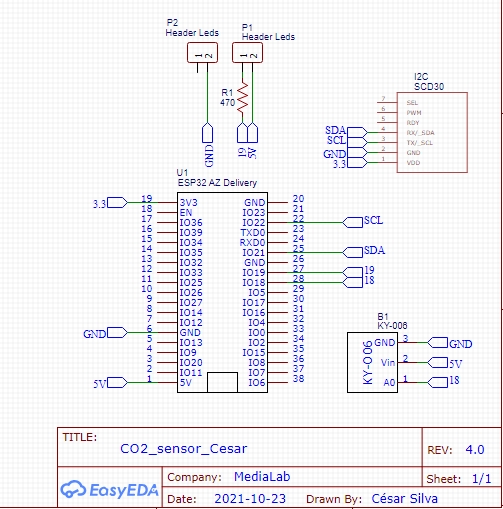 P2
Header Leds
1
2
P1
Header Leds
1
2
R1
470
GND
19
5V
I2C
SCD30
7 SEL
6 PWM
5 RDY
SDA 4 RX/_SDA
SCL 3 TX/_SCL
GND 2 GND
3.3 1 VDD
U1
ESP32 AZ Delivery
3.3 19 3V3 GND 20
18 EN IO23 21
17 IO36 IO22 22 SCL
16 IO39 TXD0 23
15 IO34 RXD0 24
14 IO35 IO21 25 SDA
13 IO32 GND 26
12 IO33 IO19 27 19
11 IO25 IO18 28 18
10 IO26 IO5 29
9 IO27 IO17 30
8 IO14 IO16 31
7 IO12 IO4 32
GND 6 GND IO0 33
5 IO13 IO2 34
4 IO9 IO15 35
3 IO20 IO8 36
2 IO11 IO7 37
5V 1 5V IO6 38
B1
KY-006
KY-006
GND 3 GND
Vin 2 5V
A0 1 18
TITLE:
CO2_sensor_Cesar
REV: 4.0
EasyEDA
Company: MediaLab
Sheet: 1/1
Date: 2021-10-23 Drawn By: César Silva